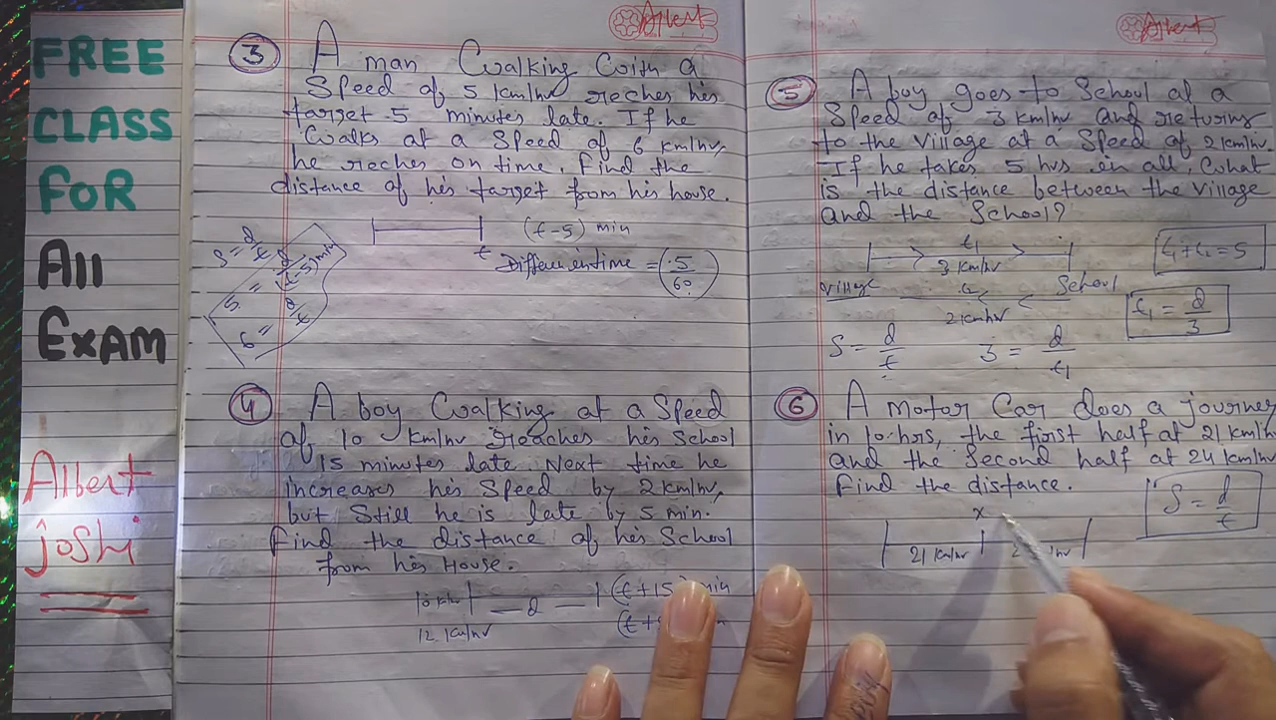 FREE
CLASS
FOR
All
EXAM
Albert
joshi
Albert
3 A man Walking With a
Speed of 5 km/hr reches his
target 5 minutes late. If he
Walks at a Speed of 6 km/hr,
he reches on time. Find the
distance of his target from his house.
(t-5) min
t
Different in time = 5/60
S = d/t
5 = d/(t-5) min
6 = d/t
4 A boy Walking at a Speed
of 10 km/hr Reaches his School
15 minutes late. Next time he
increases his Speed by 2 km/hr,
but Still he is late by 5 min.
Find the distance of his School
from his House.
10 km/hr d (t+15) min
12 km/hr
Albert
5 A boy goes to School at a
Speed of 3 km/hr and returns
to the Village at a Speed of 2 km/hr.
If he takes 5 hrs in all, What
is the distance between the Village
and the School?
t1
3 km/hr
t1+t2=5
Village School
t2
2 km/hr
t1 = d/3
S = d/t 3 = d/t1
6 A Motor Car does a journey
in 10 hrs, the first half at 21 km/hr
and the Second half at 24 km/hr
Find the distance.
S = d/t
x
21 km/hr